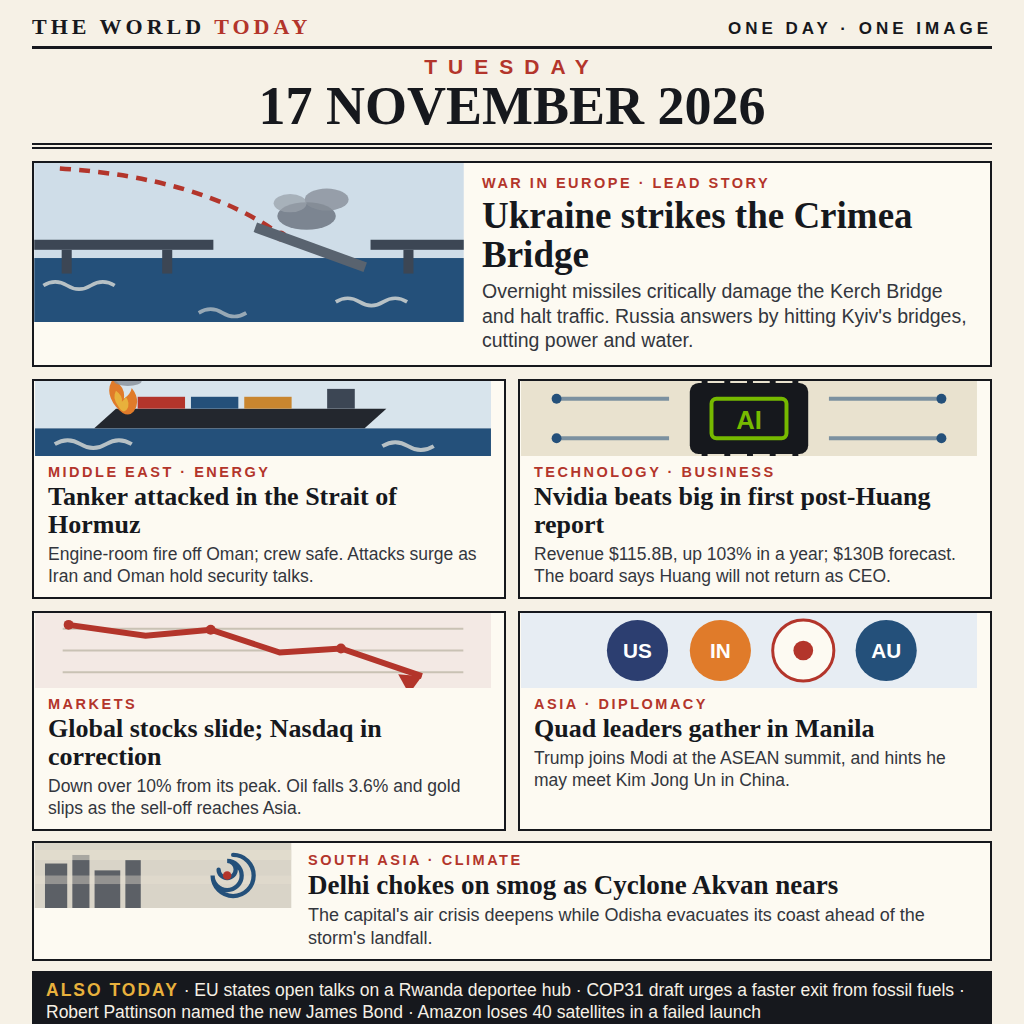 THE WORLD TODAY
ONE DAY · ONE IMAGE
TUESDAY
17 NOVEMBER 2026
WAR IN EUROPE · LEAD STORY
Ukraine strikes the Crimea
Bridge
Overnight missiles critically damage the Kerch Bridge
and halt traffic. Russia answers by hitting Kyiv's bridges,
cutting power and water.
MIDDLE EAST · ENERGY
Tanker attacked in the Strait of
Hormuz
Engine-room fire off Oman; crew safe. Attacks surge as
Iran and Oman hold security talks.
AI
TECHNOLOGY · BUSINESS
Nvidia beats big in first post-Huang
report
Revenue $115.8B, up 103% in a year; $130B forecast.
The board says Huang will not return as CEO.
MARKETS
Global stocks slide; Nasdaq in
correction
Down over 10% from its peak. Oil falls 3.6% and gold
slips as the sell-off reaches Asia.
US IN AU
ASIA · DIPLOMACY
Quad leaders gather in Manila
Trump joins Modi at the ASEAN summit, and hints he
may meet Kim Jong Un in China.
SOUTH ASIA · CLIMATE
Delhi chokes on smog as Cyclone Akvan nears
The capital's air crisis deepens while Odisha evacuates its coast ahead of the
storm's landfall.
ALSO TODAY · EU states open talks on a Rwanda deportee hub · COP31 draft urges a faster exit from fossil fuels ·
Robert Pattinson named the new James Bond · Amazon loses 40 satellites in a failed launch